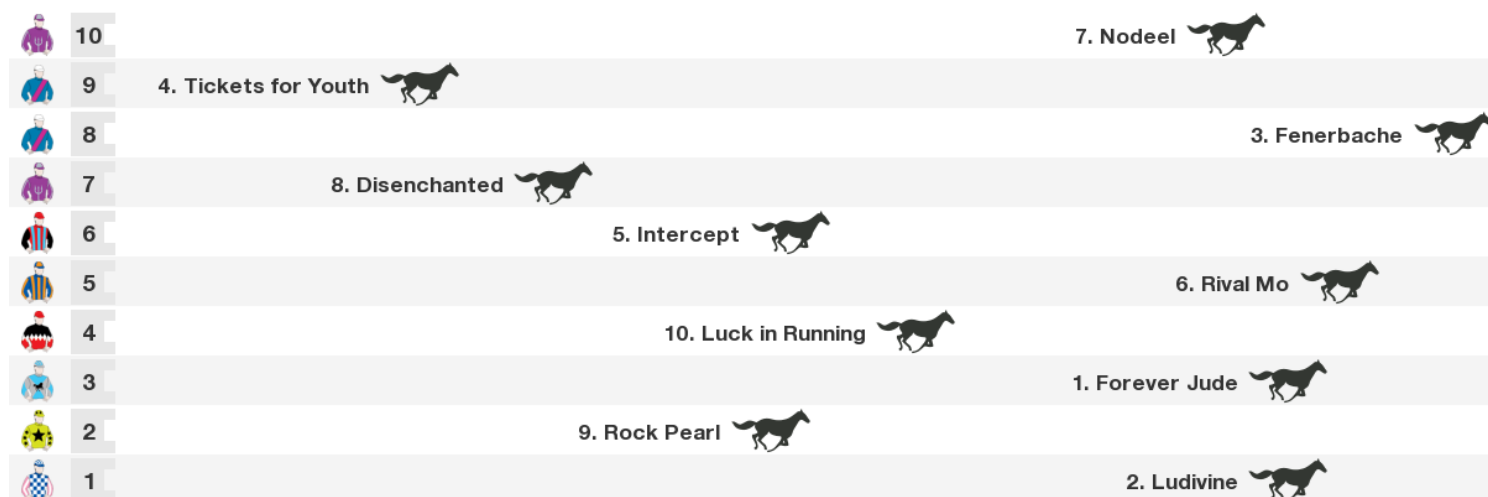 10 7. Nodeel
9 4. Tickets for Youth
8 3. Fenerbache
7 8. Disenchanted
6 5. Intercept
5 6. Rival Mo
4 10. Luck in Running
3 1. Forever Jude
2 9. Rock Pearl
1 2. Ludivine